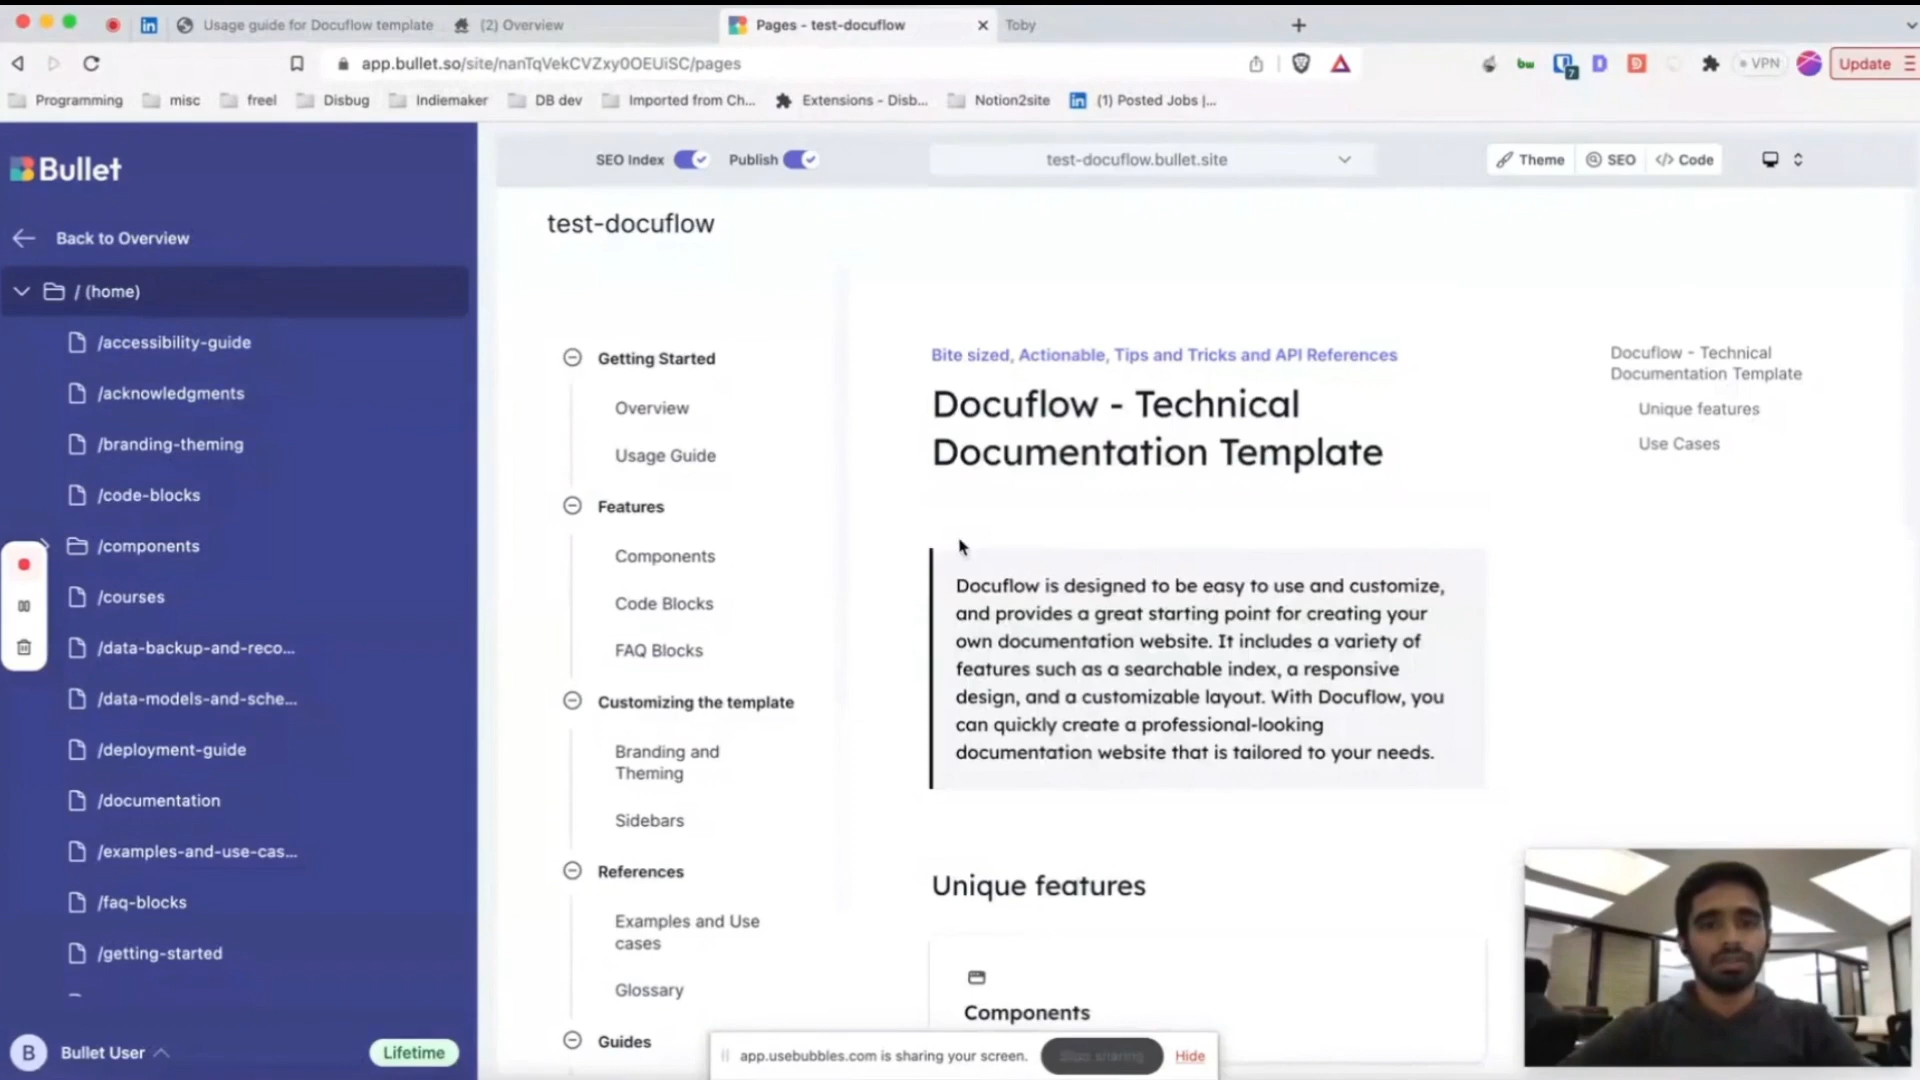 Usage guide for Docuflow template
(2) Overview
Pages - test-docuflow
Toby
app.bullet.so/site/nanTqVekCVZxy0OEUiSC/pages
VPN
Update
Programming
misc
freel
Disbug
Indiemaker
DB dev
Imported from Ch...
Extensions - Disb...
Notion2site
(1) Posted Jobs |...
Bullet
SEO Index
Publish
test-docuflow.bullet.site
Theme
SEO
</> Code
Back to Overview
/ (home)
/accessibility-guide
/acknowledgments
/branding-theming
/code-blocks
/components
/courses
/data-backup-and-reco...
/data-models-and-sche...
/deployment-guide
/documentation
/examples-and-use-cas...
/faq-blocks
/getting-started
B
Bullet User
Lifetime
test-docuflow
Getting Started
Overview
Usage Guide
Features
Components
Code Blocks
FAQ Blocks
Customizing the template
Branding and
Theming
Sidebars
References
Examples and Use
cases
Glossary
Guides
Bite sized, Actionable, Tips and Tricks and API References
Docuflow - Technical
Documentation Template
Docuflow is designed to be easy to use and customize,
and provides a great starting point for creating your
own documentation website. It includes a variety of
features such as a searchable index, a responsive
design, and a customizable layout. With Docuflow, you
can quickly create a professional-looking
documentation website that is tailored to your needs.
Unique features
Components
Docuflow - Technical
Documentation Template
Unique features
Use Cases
app.usebubbles.com is sharing your screen.
Stop sharing
Hide